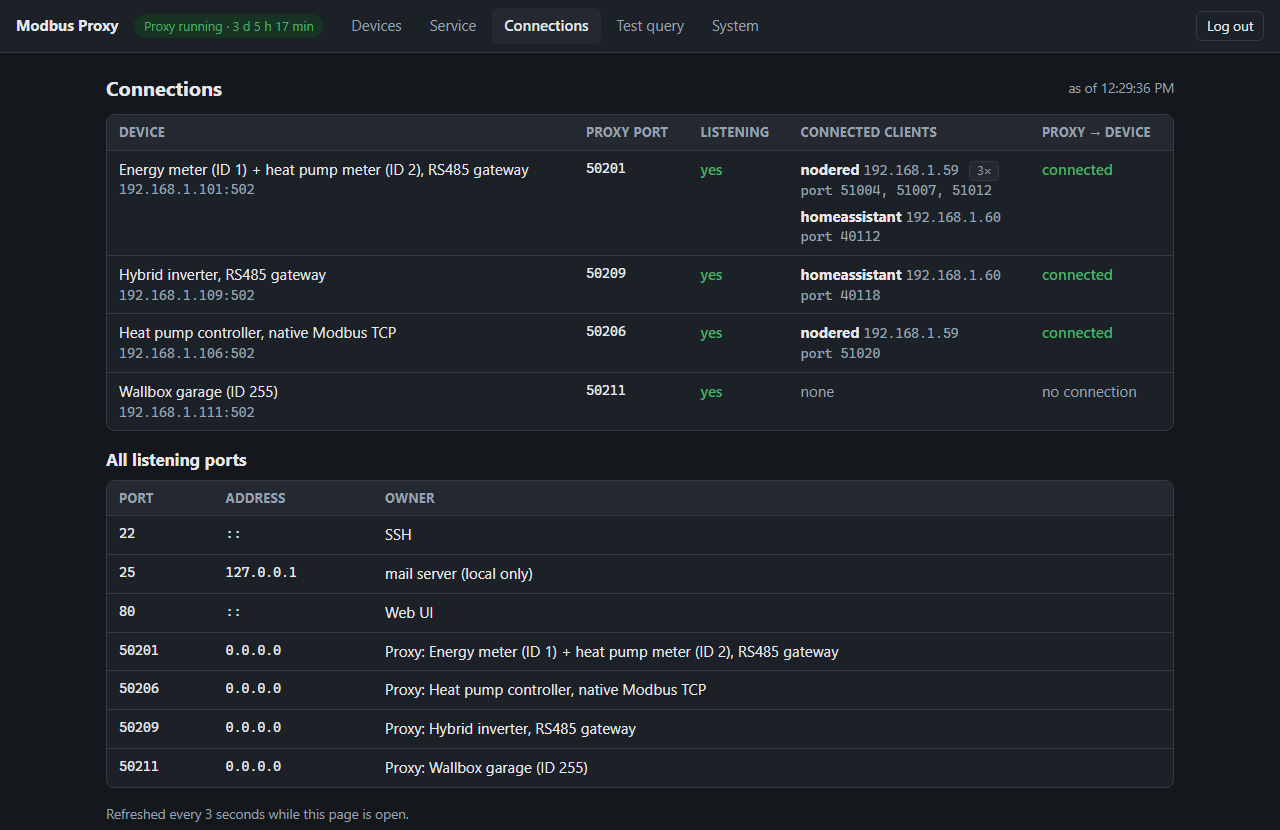 Modbus Proxy Proxy running · 3 d 5 h 17 min Devices Service Connections Test query System Log out
Connections as of 12:29:36 PM
DEVICE PROXY PORT LISTENING CONNECTED CLIENTS PROXY → DEVICE
Energy meter (ID 1) + heat pump meter (ID 2), RS485 gateway 50201 yes nodered 192.168.1.59 3× connected
192.168.1.101:502 port 51004, 51007, 51012
homeassistant 192.168.1.60
port 40112
Hybrid inverter, RS485 gateway 50209 yes homeassistant 192.168.1.60 connected
192.168.1.109:502 port 40118
Heat pump controller, native Modbus TCP 50206 yes nodered 192.168.1.59 connected
192.168.1.106:502 port 51020
Wallbox garage (ID 255) 50211 yes none no connection
192.168.1.111:502
All listening ports
PORT ADDRESS OWNER
22 :: SSH
25 127.0.0.1 mail server (local only)
80 :: Web UI
50201 0.0.0.0 Proxy: Energy meter (ID 1) + heat pump meter (ID 2), RS485 gateway
50206 0.0.0.0 Proxy: Heat pump controller, native Modbus TCP
50209 0.0.0.0 Proxy: Hybrid inverter, RS485 gateway
50211 0.0.0.0 Proxy: Wallbox garage (ID 255)
Refreshed every 3 seconds while this page is open.